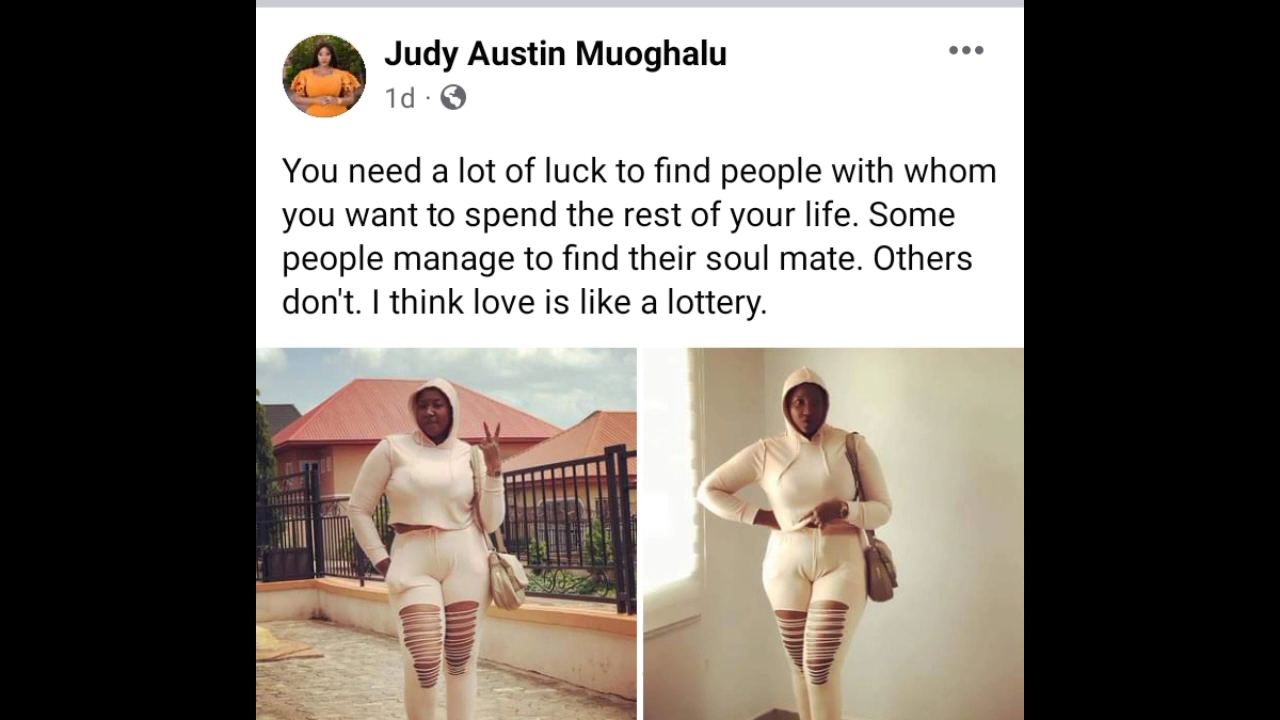 Judy Austin Muoghalu
1d ·
You need a lot of luck to find people with whom
you want to spend the rest of your life. Some
people manage to find their soul mate. Others
don't. I think love is like a lottery.